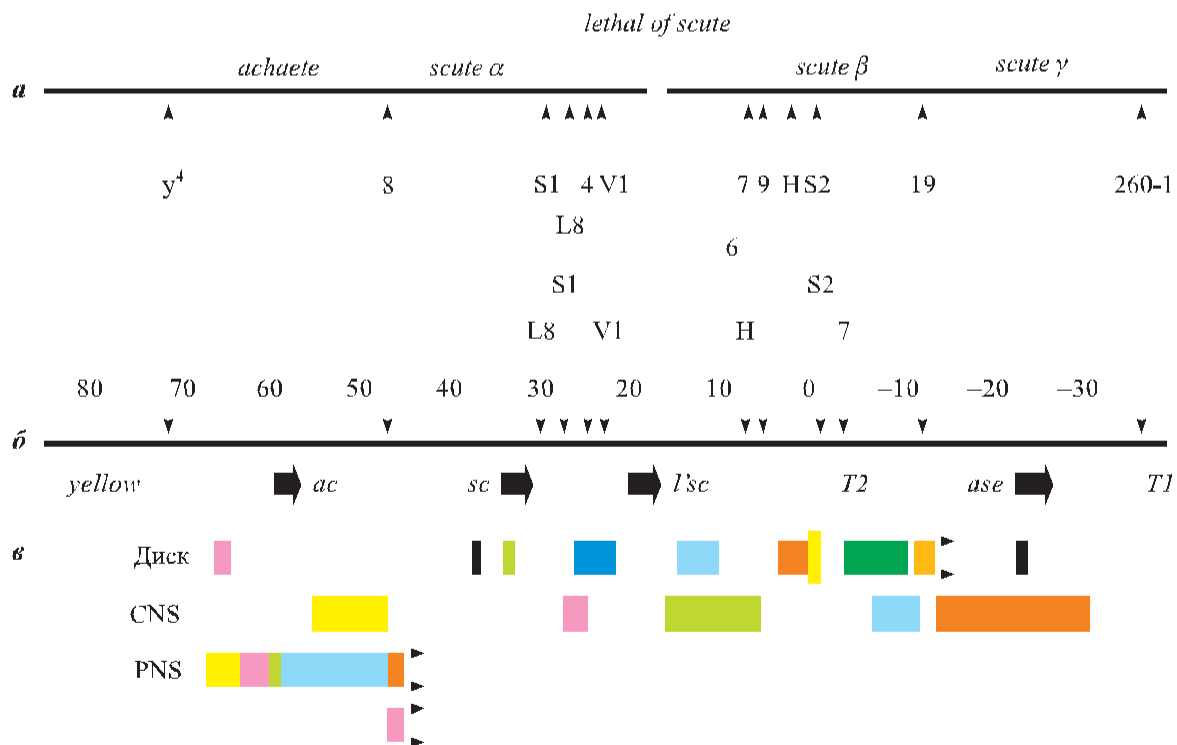 lethal of scute
achaete scute α scute β scute γ
а
y⁴ 8 S1 4 V1 7 9 H S2 19 260-1
L8
6
S1 S2
L8 V1 H 7
80 70 60 50 40 30 20 10 0 –10 –20 –30
б
yellow ac sc l'sc T2 ase T1
в Диск
CNS
PNS